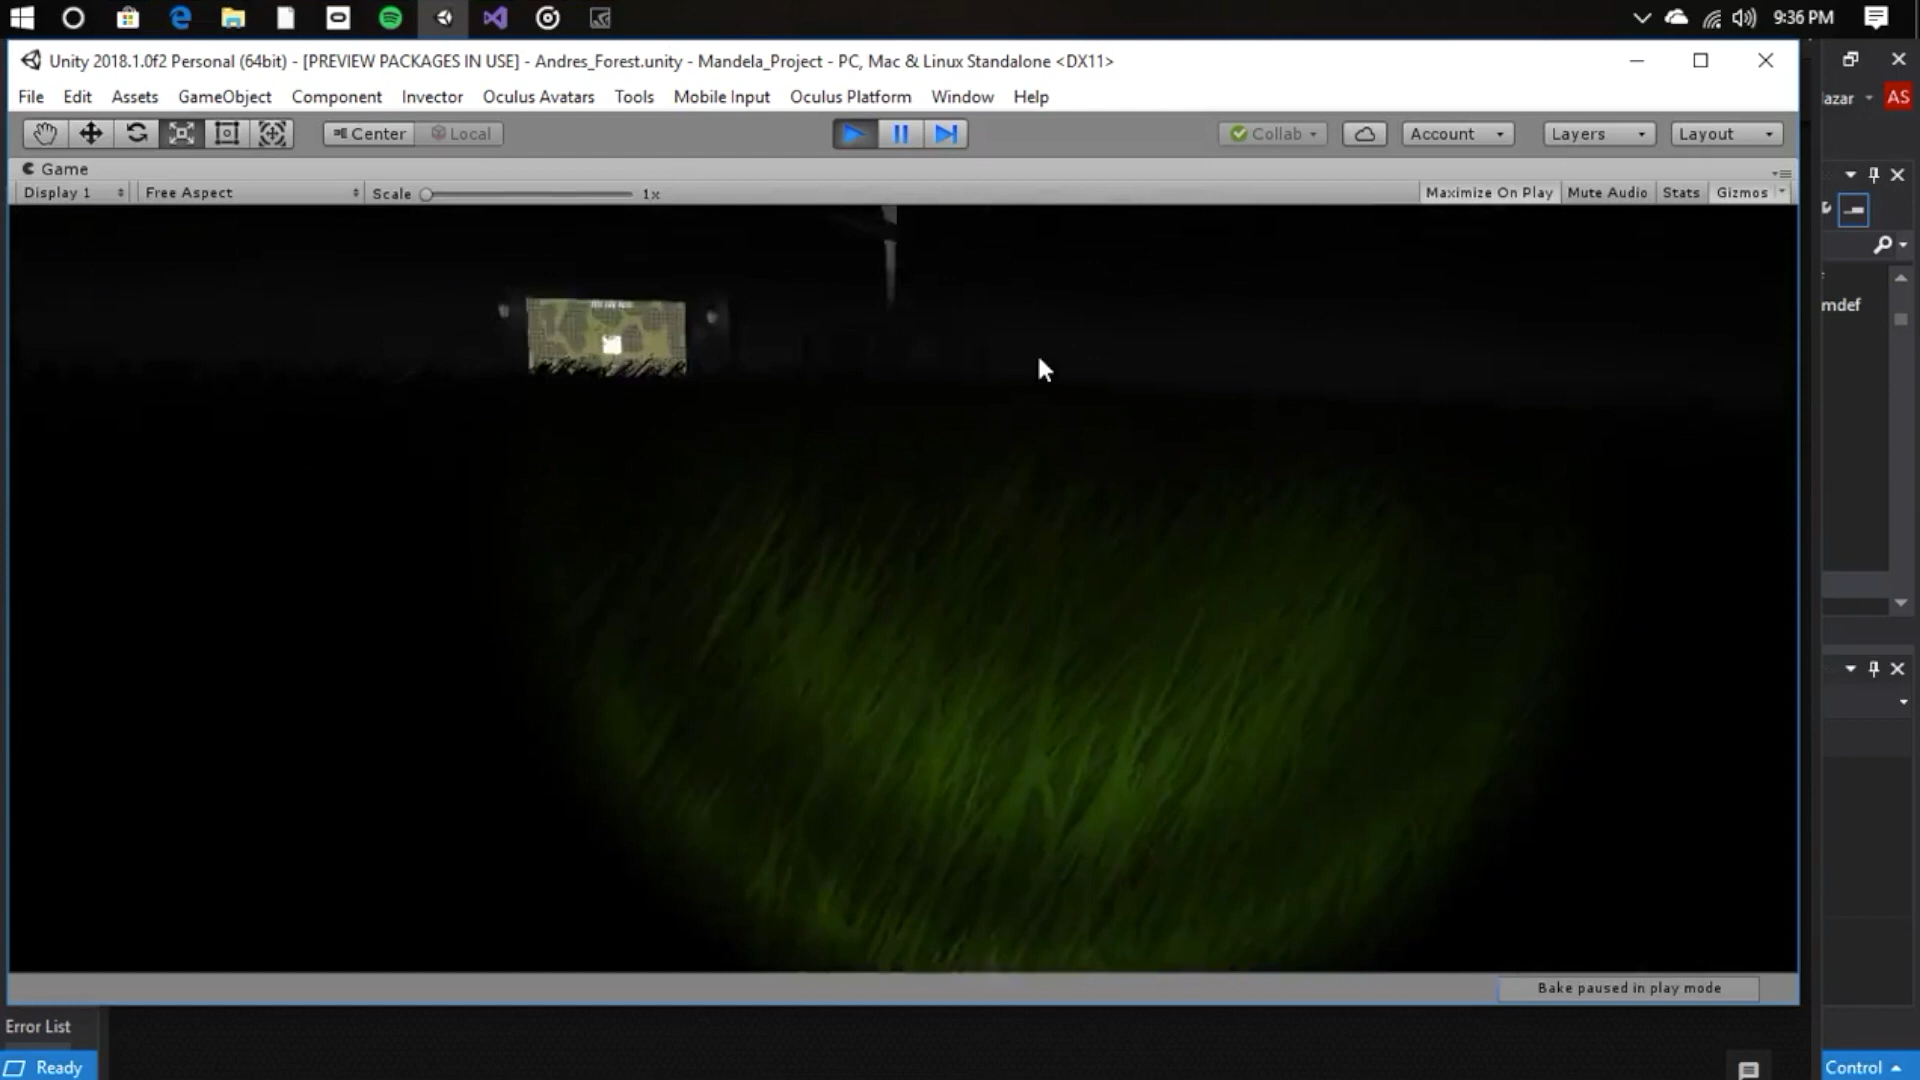 9:36 PM
Unity 2018.1.0f2 Personal (64bit) - [PREVIEW PACKAGES IN USE] - Andres_Forest.unity - Mandela_Project - PC, Mac & Linux Standalone <DX11>
File Edit Assets GameObject Component Invector Oculus Avatars Tools Mobile Input Oculus Platform Window Help
azar AS
Center Local Collab Account Layers Layout
Game
Display 1 Free Aspect Scale 1x Maximize On Play Mute Audio Stats Gizmos
mdef
Bake paused in play mode
Error List
Ready
Control